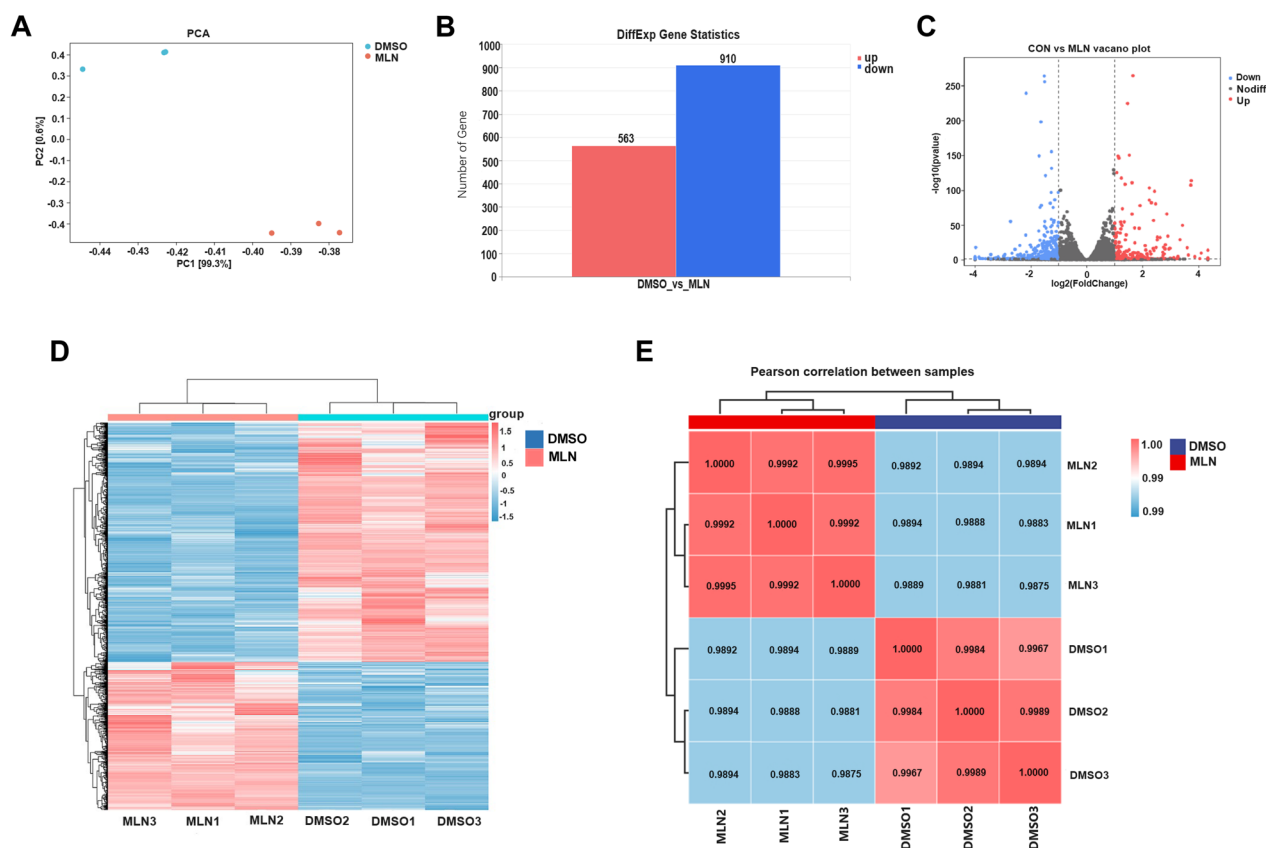 A
PCA
DMSO
MLN
0.4
0.3
0.2
0.1
0.0
-0.1
-0.2
-0.3
-0.4
PC2 [0.6%]
-0.44
-0.43
-0.42
-0.41
-0.40
-0.39
-0.38
PC1 [99.3%]
B
DiffExp Gene Statistics
1000
900
800
700
600
500
400
300
200
100
0
Number of Gene
563
910
DMSO_vs_MLN
up
down
C
CON vs MLN vacano plot
250
200
150
100
50
0
-log10(pvalue)
-4
-2
0
2
4
log2(FoldChange)
Down
Nodiff
Up
D
group
1.5
1
0.5
0
-0.5
-1
-1.5
DMSO
MLN
MLN3 MLN1 MLN2 DMSO2 DMSO1 DMSO3
E
Pearson correlation between samples
1.0000 0.9992 0.9995 0.9892 0.9894 0.9894 MLN2
0.9992 1.0000 0.9992 0.9894 0.9888 0.9883 MLN1
0.9995 0.9992 1.0000 0.9889 0.9881 0.9875 MLN3
0.9892 0.9894 0.9889 1.0000 0.9984 0.9967 DMSO1
0.9894 0.9888 0.9881 0.9984 1.0000 0.9989 DMSO2
0.9894 0.9883 0.9875 0.9967 0.9989 1.0000 DMSO3
MLN2 MLN1 MLN3 DMSO1 DMSO2 DMSO3
1.00
0.99
0.99
DMSO
MLN